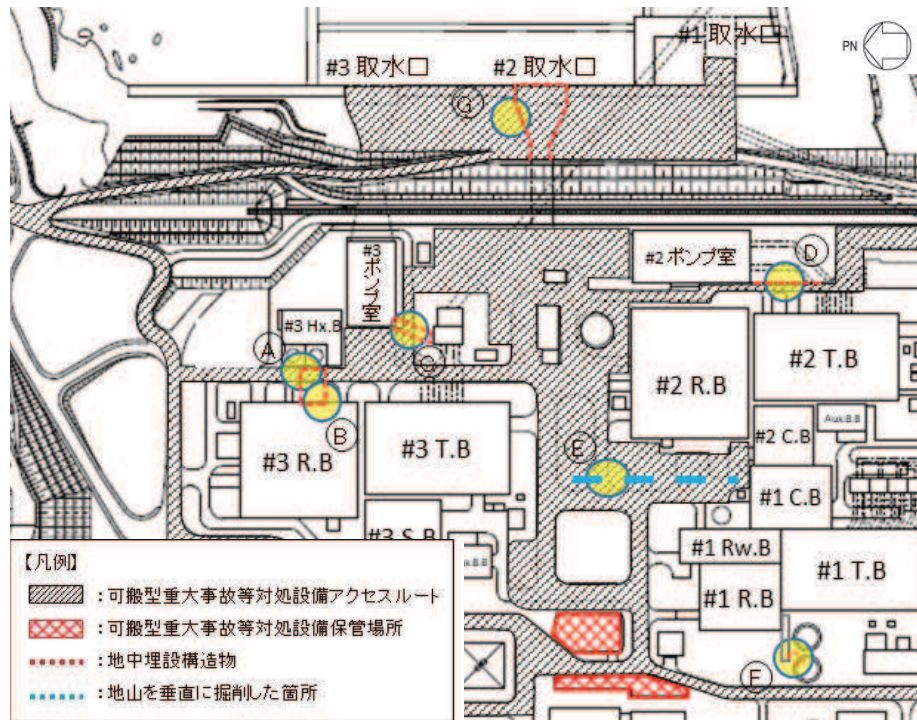 #1 取水口
PN
#3 取水口
#2 取水口
G
#3 ポンプ室
#2 ポンプ室
D
#3 Hx.B
A
C
#2 R.B
#2 T.B
B
#3 R.B
#3 T.B
E
#2 C.B
Aux.B.B
#1 C.B
#3 S.B
#1 Rw.B
#1 T.B
#1 R.B
F
【凡例】
:可搬型重大事故等対処設備アクセスルート
:可搬型重大事故等対処設備保管場所
:地中埋設構造物
:地山を垂直に掘削した箇所